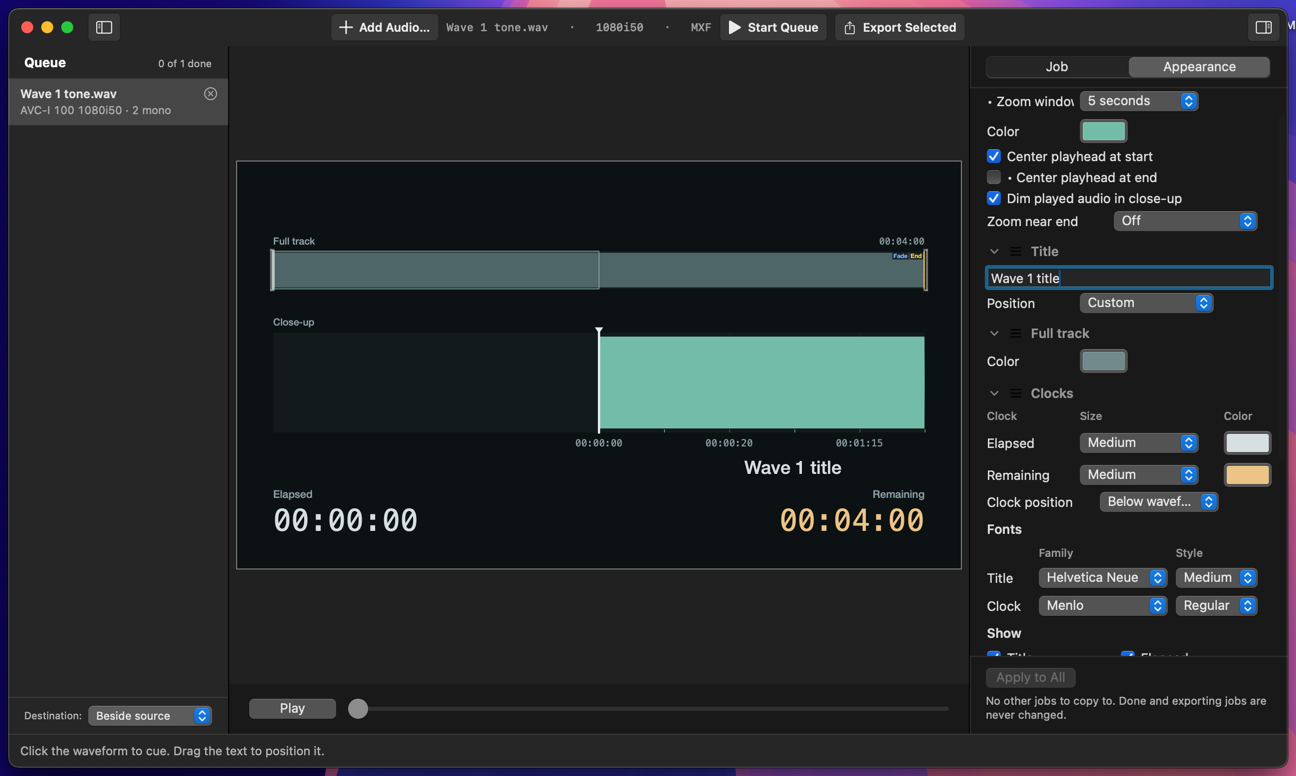 Add Audio...
Wave 1 tone.wav · 1080i50 · MXF
Start Queue
Export Selected
Queue
0 of 1 done
Wave 1 tone.wav
AVC-I 100 1080i50 · 2 mono
Full track
00:04:00
Fade End
Close-up
00:00:00 00:00:20 00:01:15
Wave 1 title
Elapsed
Remaining
00:00:00
00:04:00
Play
Destination: Beside source
Click the waveform to cue. Drag the text to position it.
Job Appearance
• Zoom window 5 seconds
Color
Center playhead at start
• Center playhead at end
Dim played audio in close-up
Zoom near end Off
Title
Wave 1 title
Position Custom
Full track
Color
Clocks
Clock Size Color
Elapsed Medium
Remaining Medium
Clock position Below wavef...
Fonts
Family Style
Title Helvetica Neue Medium
Clock Menlo Regular
Show
Title Elapsed
Apply to All
No other jobs to copy to. Done and exporting jobs are
never changed.